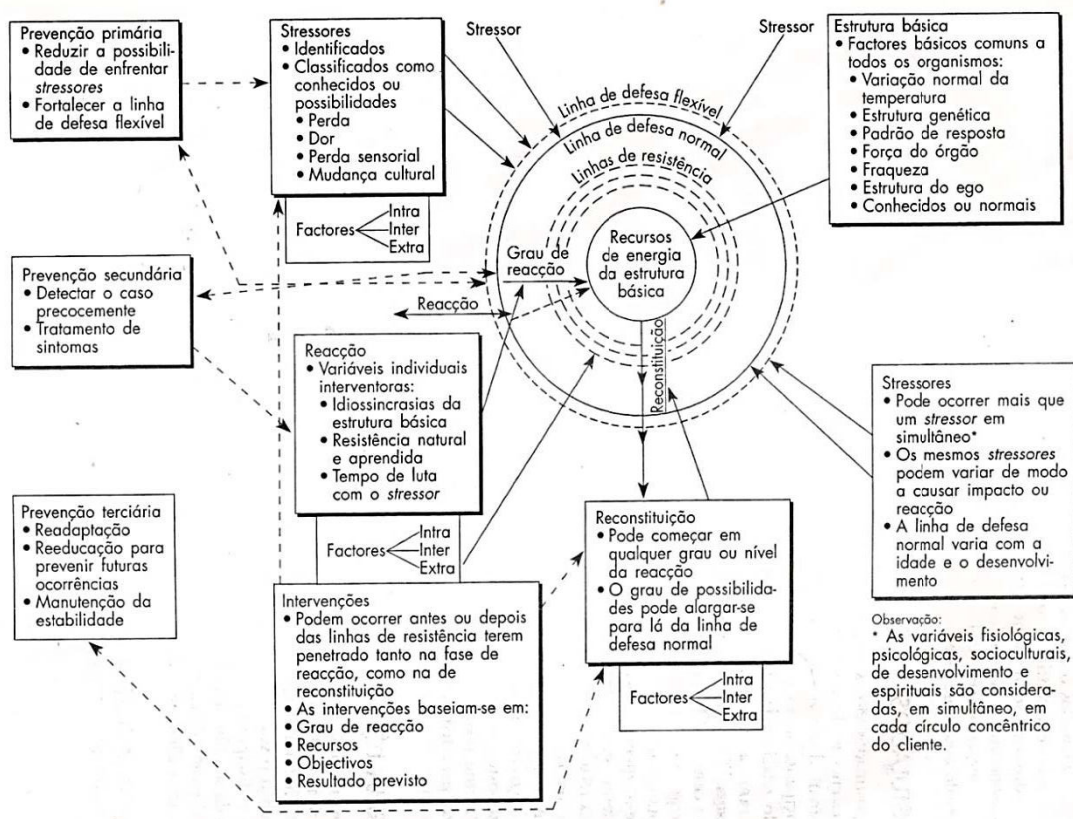 Prevenção primária
• Reduzir a possibili-
dade de enfrentar
stressores
• Fortalecer a linha
de defesa flexível
Stressores
• Identificados
• Classificados como
conhecidos ou
possibilidades
• Perda
• Dor
• Perda sensorial
• Mudança cultural
Factores
Intra
Inter
Extra
Stressor
Stressor
Linha de defesa flexível
Linha de defesa normal
Linhas de resistência
Recursos
de energia
da estrutura
básica
Grau de
reacção
Reacção
Reconstituição
Estrutura básica
• Factores básicos comuns a
todos os organismos:
• Variação normal da
temperatura
• Estrutura genética
• Padrão de resposta
• Força do órgão
• Fraqueza
• Estrutura do ego
• Conhecidos ou normais
Prevenção secundária
• Detectar o caso
precocemente
• Tratamento de
sintomas
Reacção
• Variáveis individuais
interventoras:
• Idiossincrasias da
estrutura básica
• Resistência natural
e aprendida
• Tempo de luta
com o stressor
Factores
Intra
Inter
Extra
Stressores
• Pode ocorrer mais que
um stressor em
simultâneo*
• Os mesmos stressores
podem variar de modo
a causar impacto ou
reacção
• A linha de defesa
normal varia com a
idade e o desenvolvi-
mento
Prevenção terciária
• Readaptação
• Reeducação para
prevenir futuras
ocorrências
• Manutenção da
estabilidade
Intervenções
• Podem ocorrer antes ou depois
das linhas de resistência terem
penetrado tanto na fase de
reacção, como na de
reconstituição
• As intervenções baseiam-se em:
• Grau de reacção
• Recursos
• Objectivos
• Resultado previsto
Reconstituição
• Pode começar em
qualquer grau ou nível
da reacção
• O grau de possibilida-
des pode alargar-se
para lá da linha de
defesa normal
Factores
Intra
Inter
Extra
Observação:
* As variáveis fisiológicas,
psicológicas, socioculturais,
de desenvolvimento e
espirituais são considera-
das, em simultâneo, em
cada círculo concêntrico
do cliente.